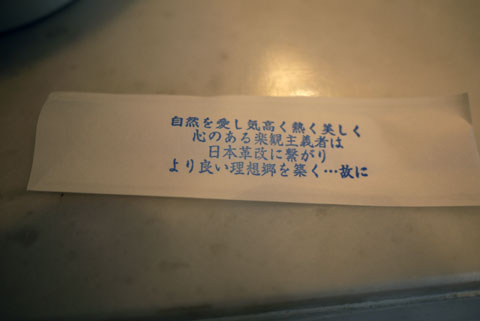 自然を愛し気高く熱く美しく
心のある楽観主義者は
日本革改に繋がり
より良い理想郷を築く…故に